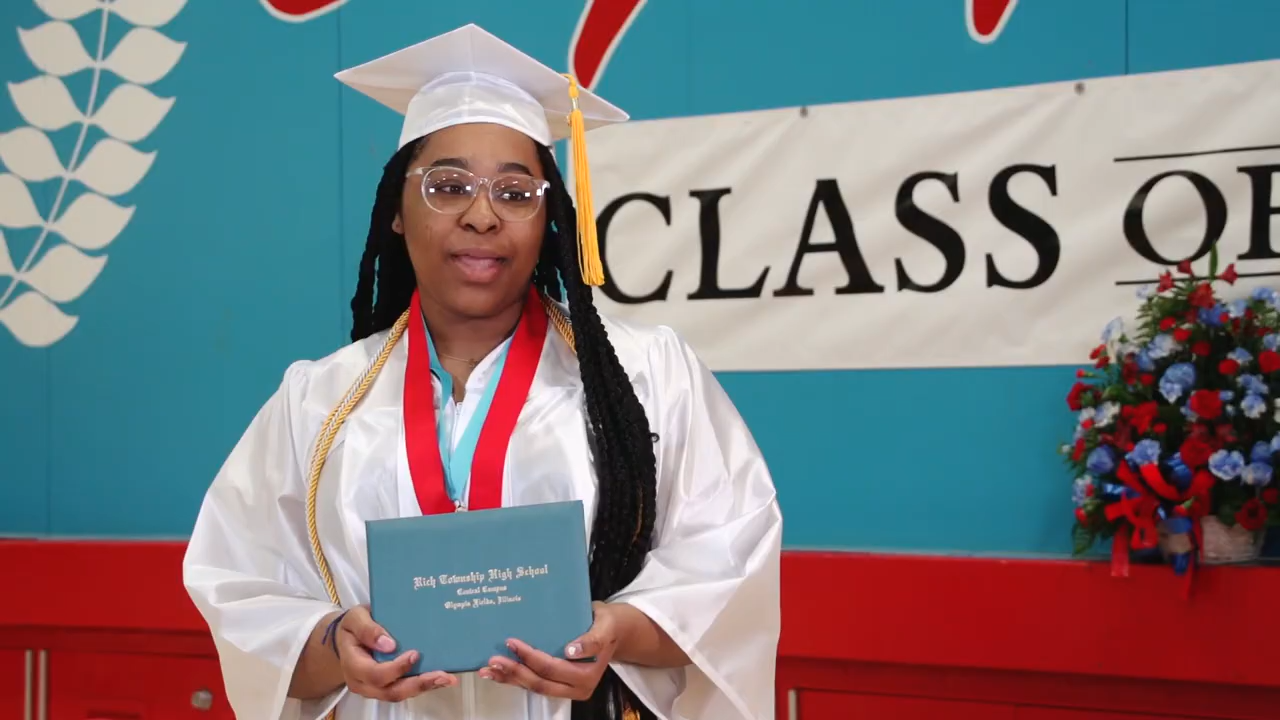 CLASS OF
Rich Township High School
Central Campus
Olympia Fields, Illinois